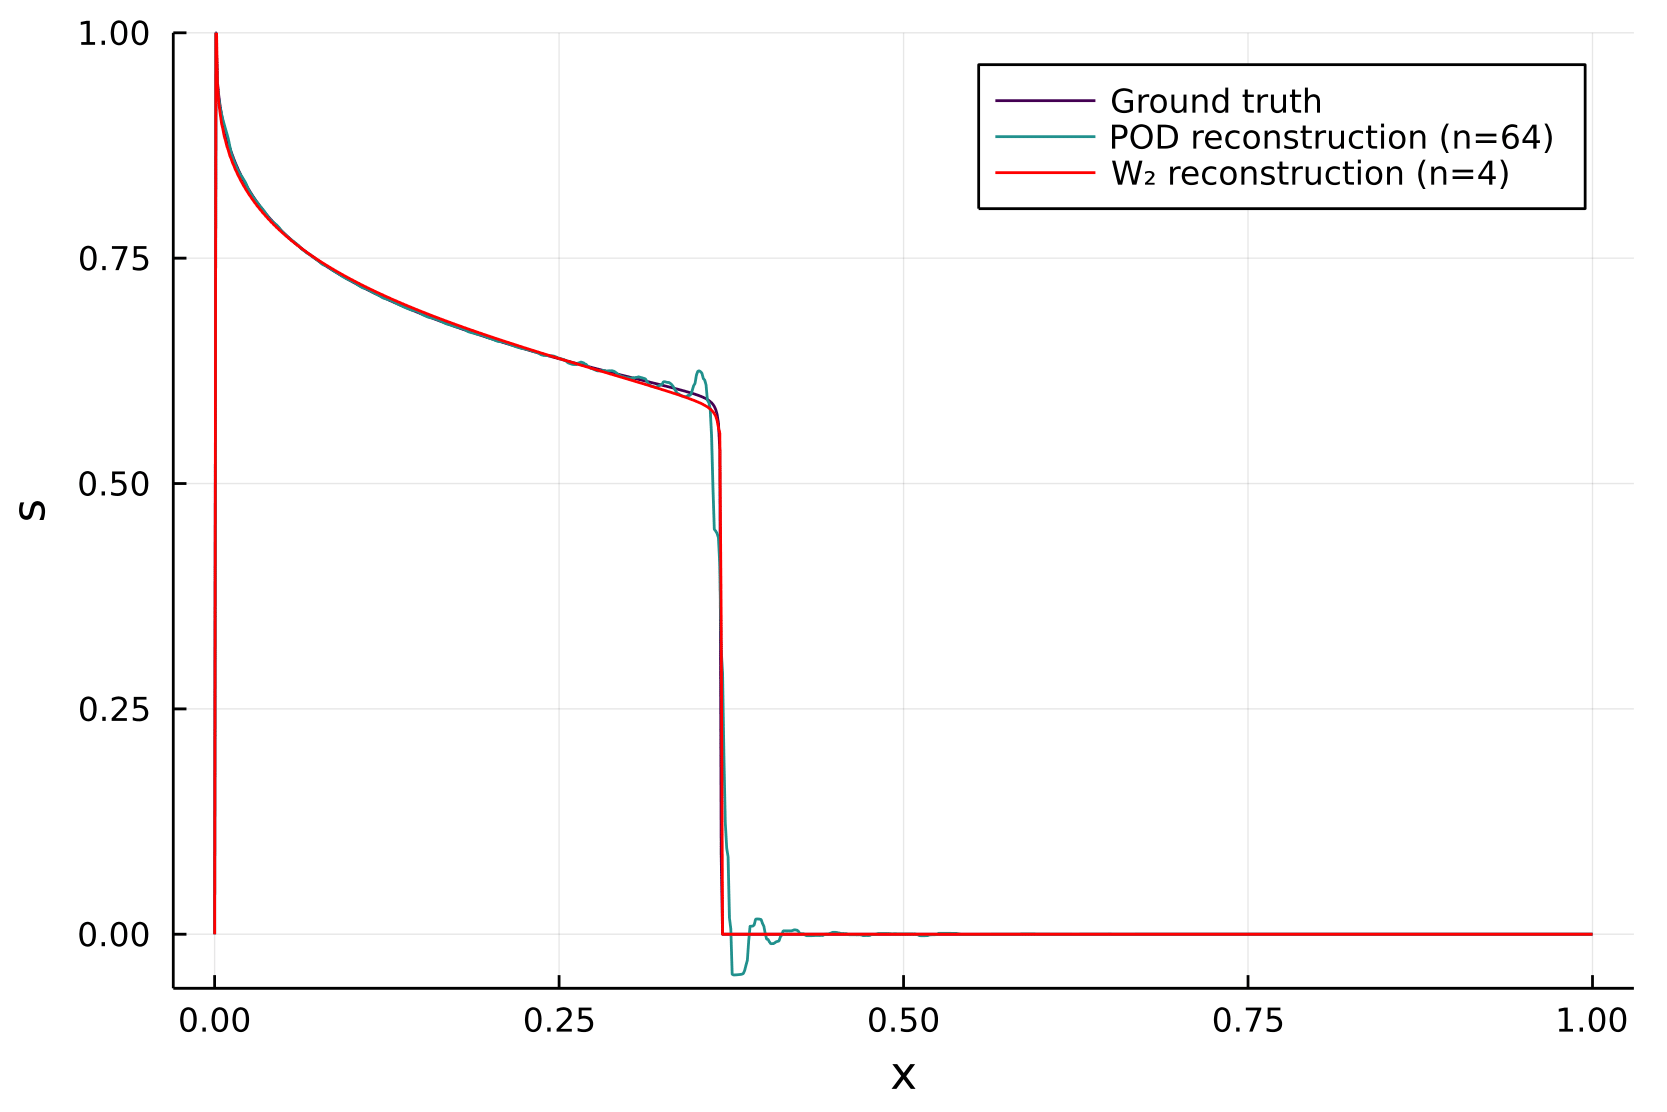 1.00
0.75
0.50
0.25
0.00
s
Ground truth
POD reconstruction (n=64)
W₂ reconstruction (n=4)
0.00 0.25 0.50 0.75 1.00
x